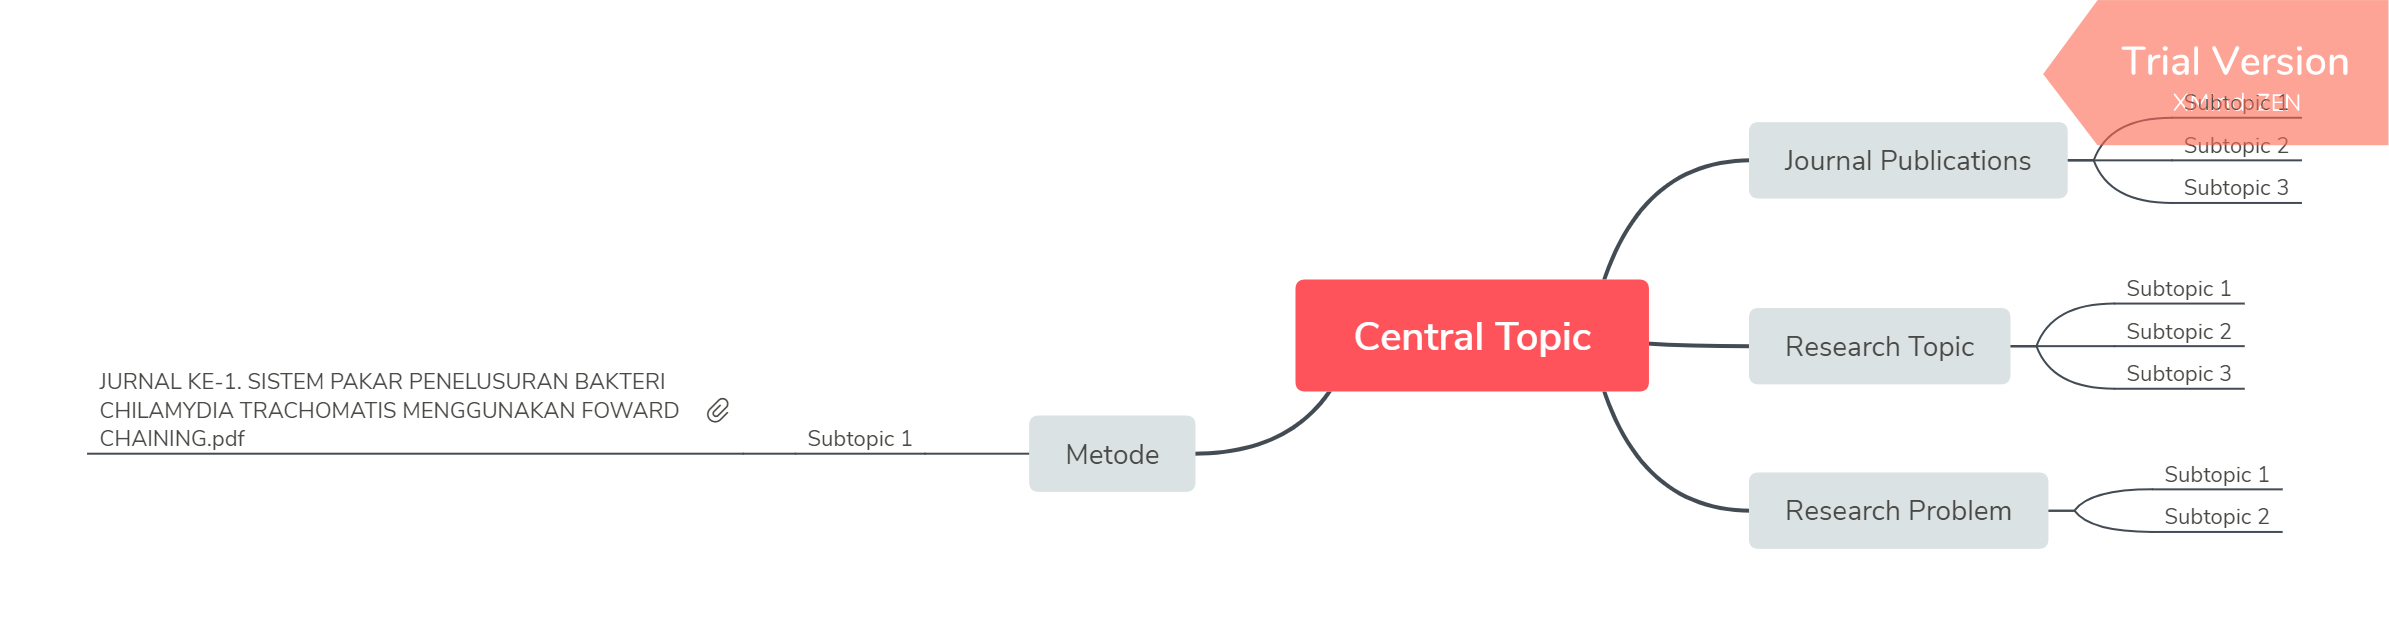 Trial Version
XMind: ZEN
Subtopic 1
Journal Publications
Subtopic 2
Subtopic 3
Central Topic
Research Topic
Subtopic 1
Subtopic 2
Subtopic 3
Research Problem
Subtopic 1
Subtopic 2
Metode
Subtopic 1
JURNAL KE-1. SISTEM PAKAR PENELUSURAN BAKTERI
CHILAMYDIA TRACHOMATIS MENGGUNAKAN FOWARD
CHAINING.pdf